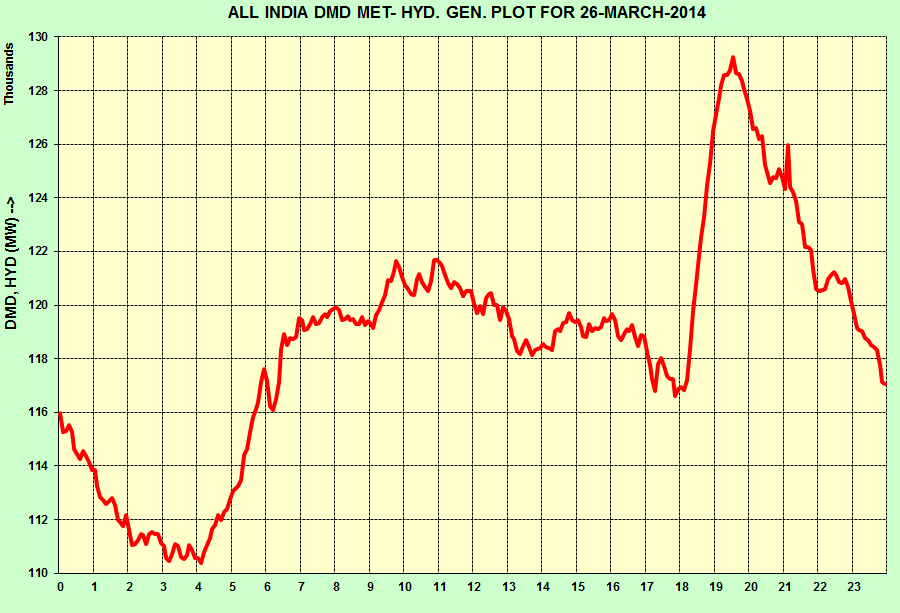 ALL INDIA DMD MET- HYD. GEN. PLOT FOR 26-MARCH-2014
Thousands
DMD, HYD (MW) -->
130
128
126
124
122
120
118
116
114
112
110
0 1 2 3 4 5 6 7 8 9 10 11 12 13 14 15 16 17 18 19 20 21 22 23